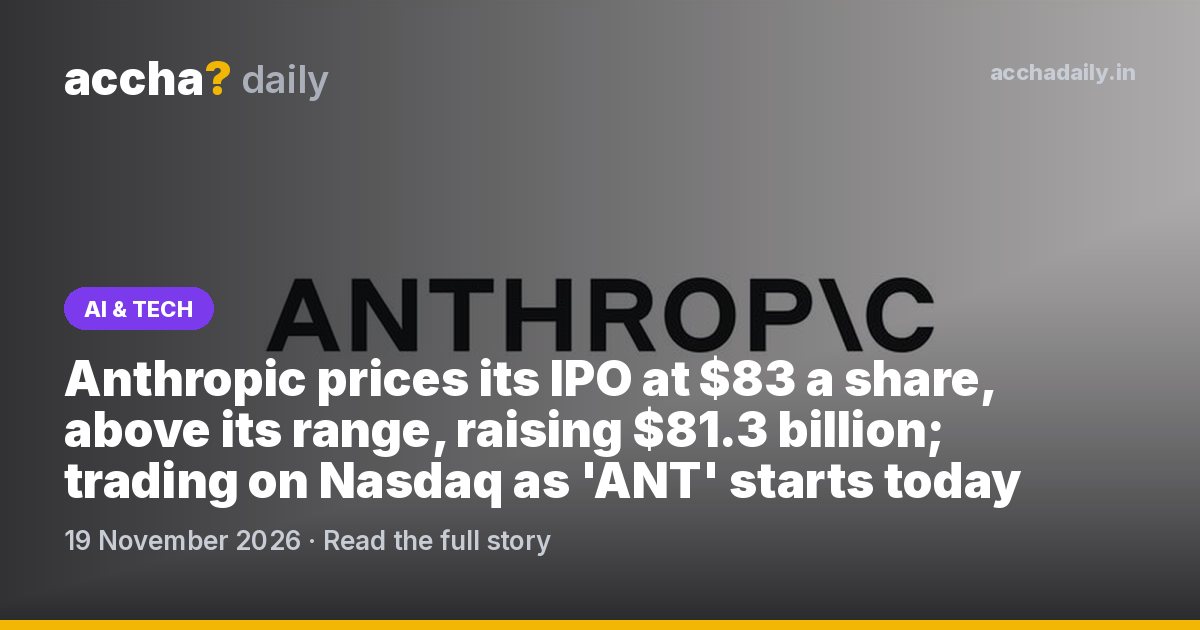 accha? daily
acchadaily.in
ANTHROP\C
AI & TECH
Anthropic prices its IPO at $83 a share,
above its range, raising $81.3 billion;
trading on Nasdaq as 'ANT' starts today
19 November 2026 · Read the full story